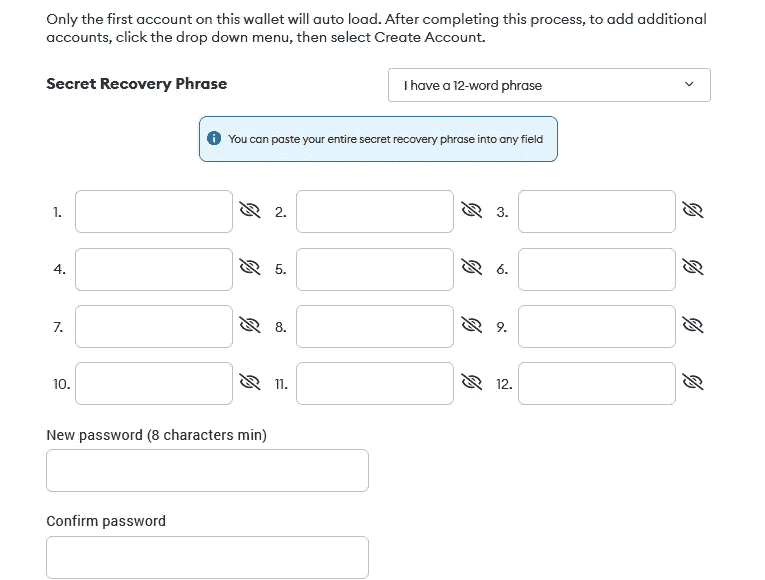 Only the first account on this wallet will auto load. After completing this process, to add additional
accounts, click the drop down menu, then select Create Account.
Secret Recovery Phrase
I have a 12-word phrase
You can paste your entire secret recovery phrase into any field
1. 2. 3.
4. 5. 6.
7. 8. 9.
10. 11. 12.
New password (8 characters min)
Confirm password